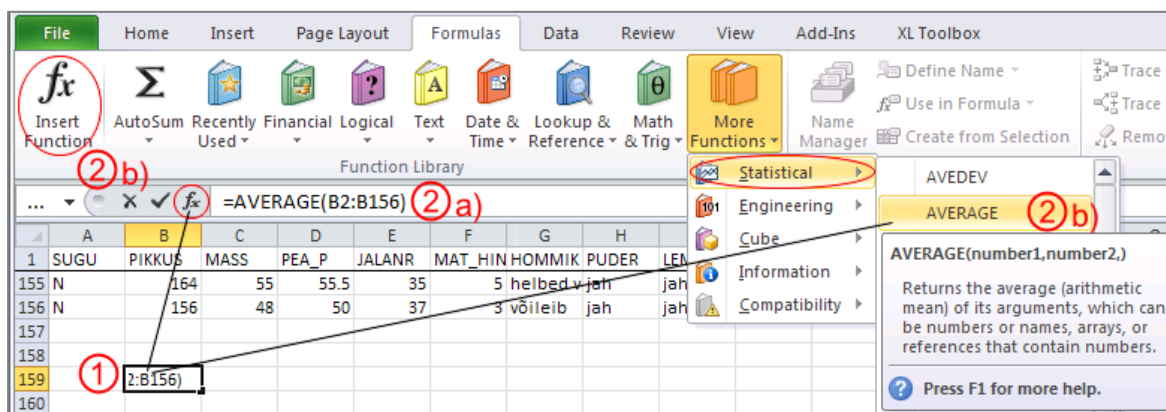 File Home Insert Page Layout Formulas Data Review View Add-Ins XL Toolbox
fx Insert Function
Σ AutoSum
Recently Used
Financial
? Logical
A Text
Date & Time
Lookup & Reference
θ Math & Trig
More Functions
Name Manager
Define Name
fx Use in Formula
Create from Selection
Trace
Trace
Remo
Function Library
2 b)
... fx =AVERAGE(B2:B156) 2 a)
Statistical
101 Engineering
Cube
Information
Compatibility
AVEDEV
AVERAGE 2 b)
AVERAGE(number1,number2,)
Returns the average (arithmetic
mean) of its arguments, which can
be numbers or names, arrays, or
references that contain numbers.
? Press F1 for more help.
A B C D E F G H
1 SUGU PIKKUS MASS PEA_P JALANR MAT_HIN HOMMIK PUDER LEM
155 N 164 55 55.5 35 5 helbed v jah jah
156 N 156 48 50 37 3 võileib jah jah
157
158
159 1 2:B156)
160